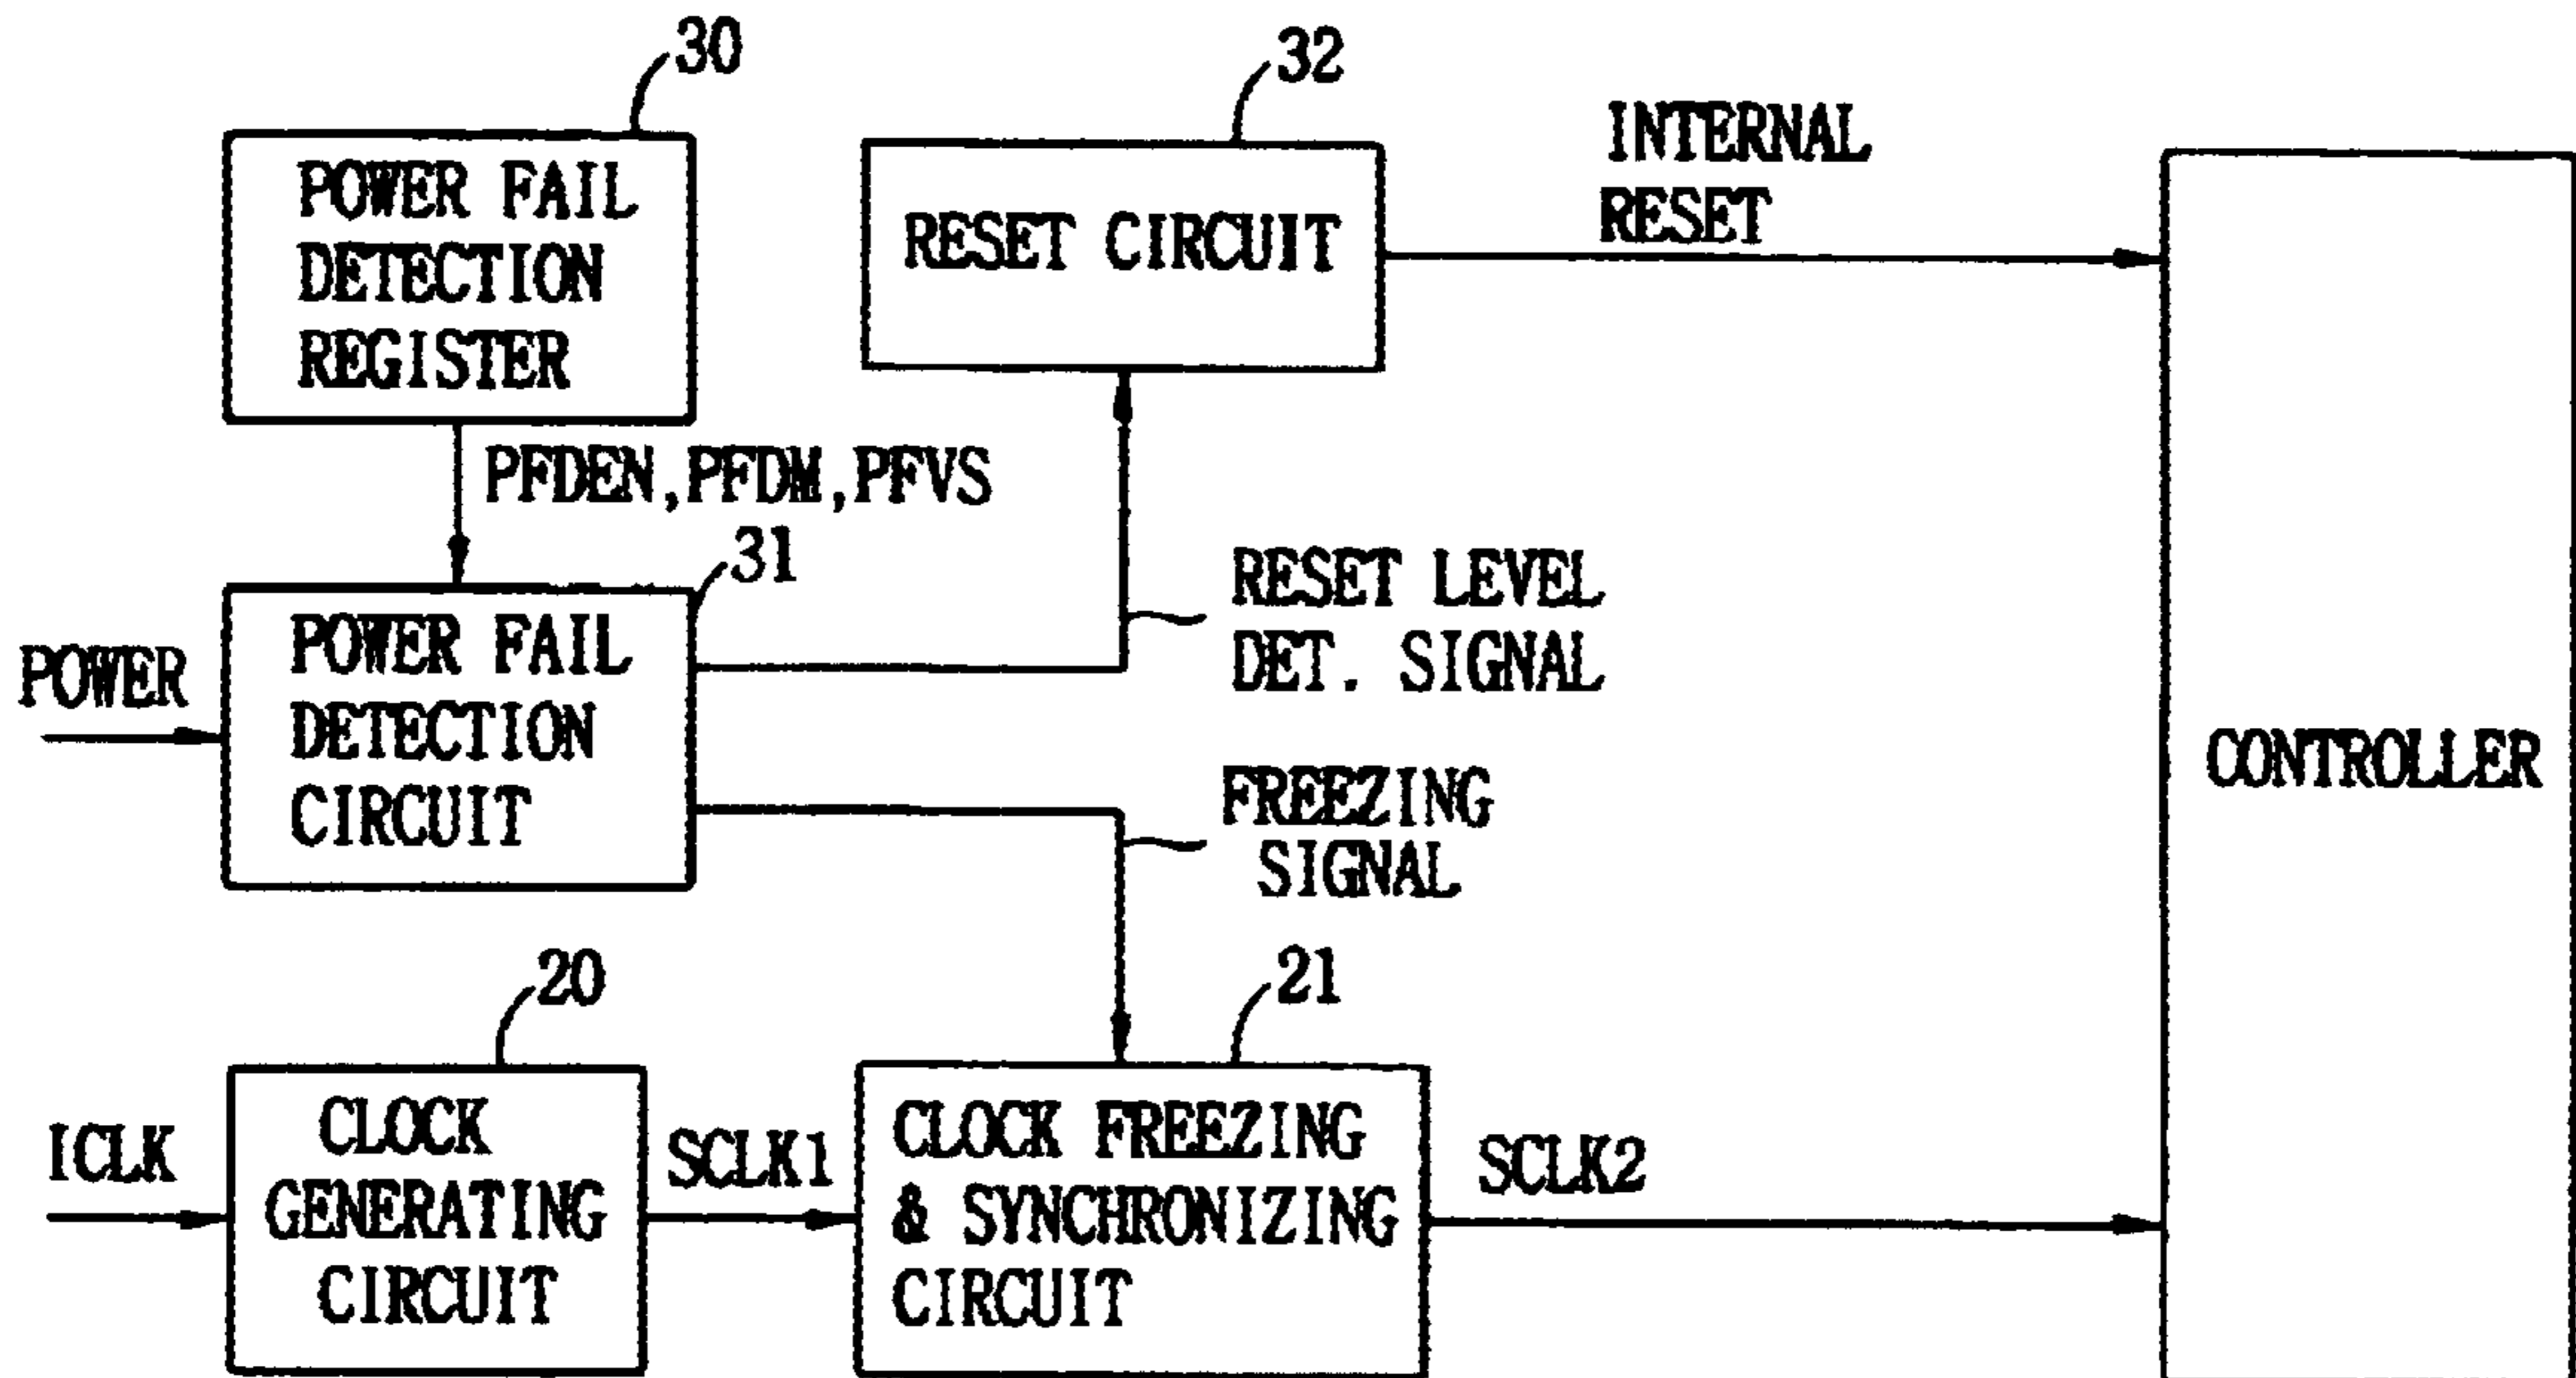 30
POWER FAIL
DETECTION
REGISTER
32
RESET CIRCUIT
INTERNAL
RESET
PFDEN,PFDM,PFVS
31
POWER
POWER FAIL
DETECTION
CIRCUIT
RESET LEVEL
DET. SIGNAL
FREEZING
SIGNAL
CONTROLLER
20
ICLK
CLOCK
GENERATING
CIRCUIT
SCLK1
21
CLOCK FREEZING
& SYNCHRONIZING
CIRCUIT
SCLK2